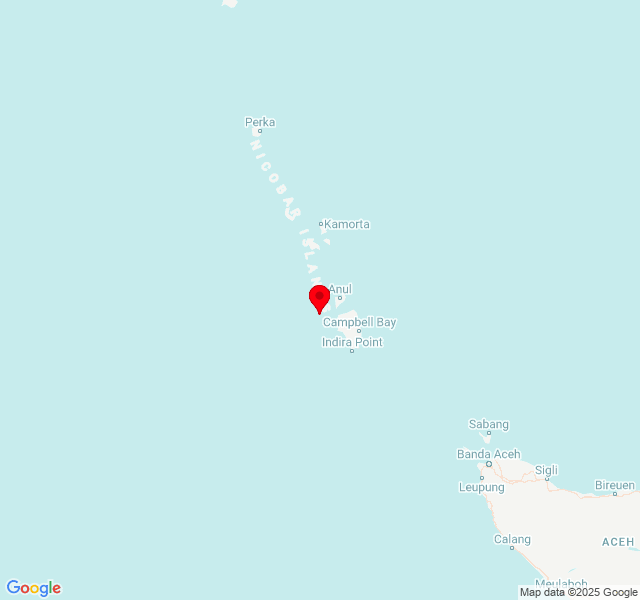 Perka
NICOBAR ISLAN
Kamorta
Anul
Campbell Bay
Indira Point
Sabang
Banda Aceh
Sigli
Leupung
Bireuen
Calang
ACEH
Meulaboh
Google
Map data ©2025 Google